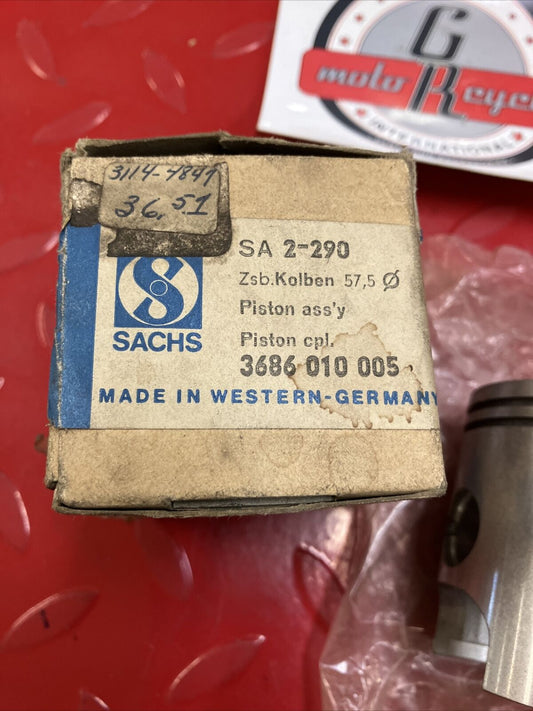 G
moto R
INTERNATIONAL
3114-4844
36.51
SA 2-290
Zsb.Kolben 57,5 Ø
Piston ass'y
SACHS
Piston cpl.
3686 010 005
MADE IN WESTERN-GERMANY